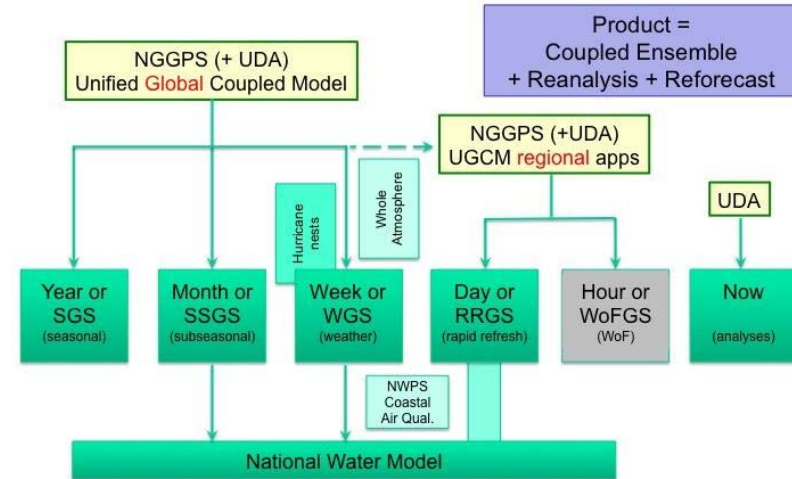 Product =
Coupled Ensemble
+ Reanalysis + Reforecast
NGGPS (+ UDA)
Unified Global Coupled Model
NGGPS (+UDA)
UGCM regional apps
UDA
Hurricane
nests
Whole
Atmosphere
Year or
SGS
(seasonal)
Month or
SSGS
(subseasonal)
Week or
WGS
(weather)
Day or
RRGS
(rapid refresh)
Hour or
WoFGS
(WoF)
Now
(analyses)
NWPS
Coastal
Air Qual.
National Water Model